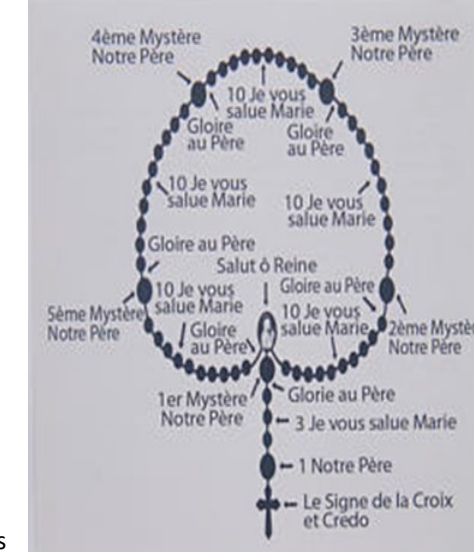 4ème Mystère
Notre Père
3ème Mystère
Notre Père
10 Je vous
salue Marie
Gloire
au Père
Gloire
au Père
10 Je vous
salue Marie
10 Je vous
salue Marie
Gloire au Père
Salut ô Reine
Gloire au Père
10 Je vous
salue Marie
10 Je vous
salue Marie
5ème Mystère
Notre Père
Gloire
au Père
2ème Mystè
Notre Père
1er Mystère
Notre Père
Glorie au Père
3 Je vous salue Marie
1 Notre Père
Le Signe de la Croix
et Credo
s